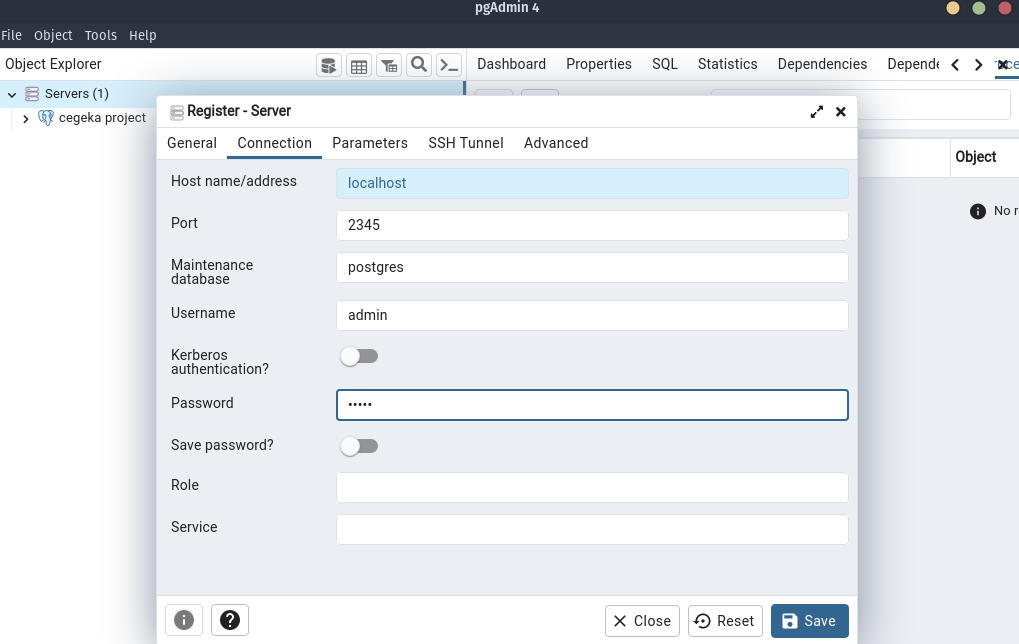 pgAdmin 4
File Object Tools Help
Object Explorer
Dashboard Properties SQL Statistics Dependencies
Servers (1)
cegeka project
Register - Server
General Connection Parameters SSH Tunnel Advanced
Object
Host name/address localhost
No
Port 2345
Maintenance
database
postgres
Username admin
Kerberos
authentication?
Password •••••
Save password?
Role
Service
Close Reset Save